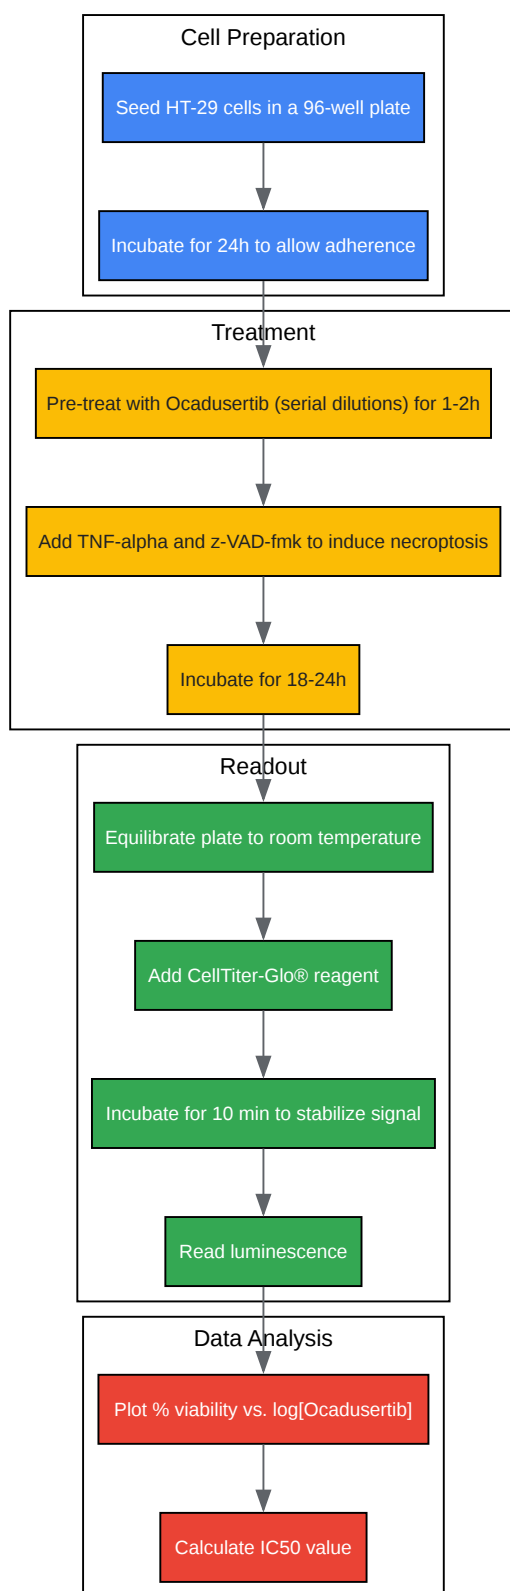 Cell Preparation
Seed HT-29 cells in a 96-well plate
Incubate for 24h to allow adherence
Treatment
Pre-treat with Ocadusertib (serial dilutions) for 1-2h
Add TNF-alpha and z-VAD-fmk to induce necroptosis
Incubate for 18-24h
Readout
Equilibrate plate to room temperature
Add CellTiter-Glo® reagent
Incubate for 10 min to stabilize signal
Read luminescence
Data Analysis
Plot % viability vs. log[Ocadusertib]
Calculate IC50 value